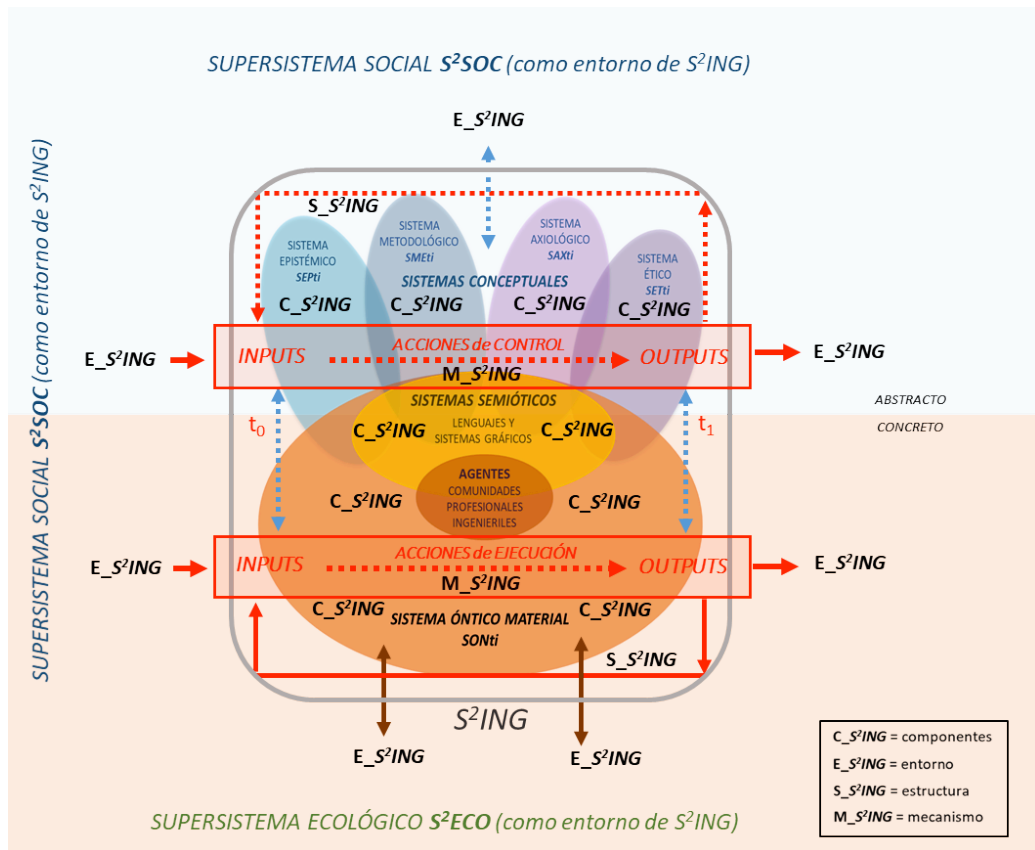 SUPERSISTEMA SOCIAL S²SOC (como entorno de S²ING)
SUPERSISTEMA SOCIAL S²SOC (como entorno de S²ING)
E_S²ING
S_S²ING
SISTEMA
EPISTÉMICO
SEPti
SISTEMA
METODOLÓGICO
SMEti
SISTEMA
AXIOLÓGICO
SAXti
SISTEMA
ÉTICO
SETti
SISTEMAS CONCEPTUALES
C_S²ING
C_S²ING
C_S²ING
C_S²ING
E_S²ING
INPUTS
ACCIONES de CONTROL
OUTPUTS
E_S²ING
M_S²ING
SISTEMAS SEMIÓTICOS
ABSTRACTO
CONCRETO
t₀
C_S²ING
LENGUAJES Y
SISTEMAS GRÁFICOS
C_S²ING
t₁
AGENTES
COMUNIDADES
PROFESIONALES
INGENIERILES
C_S²ING
C_S²ING
E_S²ING
INPUTS
ACCIONES de EJECUCIÓN
OUTPUTS
E_S²ING
M_S²ING
C_S²ING
C_S²ING
SISTEMA ÓNTICO MATERIAL
SONti
S_S²ING
S²ING
E_S²ING
E_S²ING
C_S²ING = componentes
E_S²ING = entorno
S_S²ING = estructura
M_S²ING = mecanismo
SUPERSISTEMA ECOLÓGICO S²ECO (como entorno de S²ING)